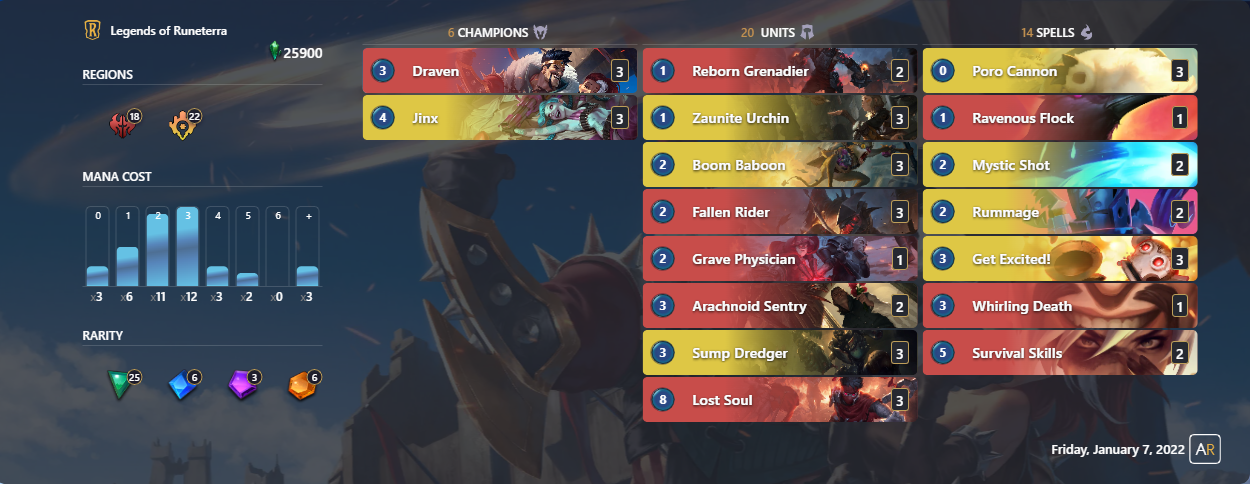 Legends of Runeterra
25900
REGIONS
18
22
MANA COST
0 1 2 3 4 5 6 +
x3 x6 x11 x12 x3 x2 x0 x3
RARITY
25
6
3
6
6 CHAMPIONS
3 Draven 3
4 Jinx 3
20 UNITS
1 Reborn Grenadier 2
1 Zaunite Urchin 3
2 Boom Baboon 3
2 Fallen Rider 3
2 Grave Physician 1
3 Arachnoid Sentry 2
3 Sump Dredger 3
8 Lost Soul 3
14 SPELLS
0 Poro Cannon 3
1 Ravenous Flock 1
2 Mystic Shot 2
2 Rummage 2
3 Get Excited! 3
3 Whirling Death 1
5 Survival Skills 2
Friday, January 7, 2022 AR